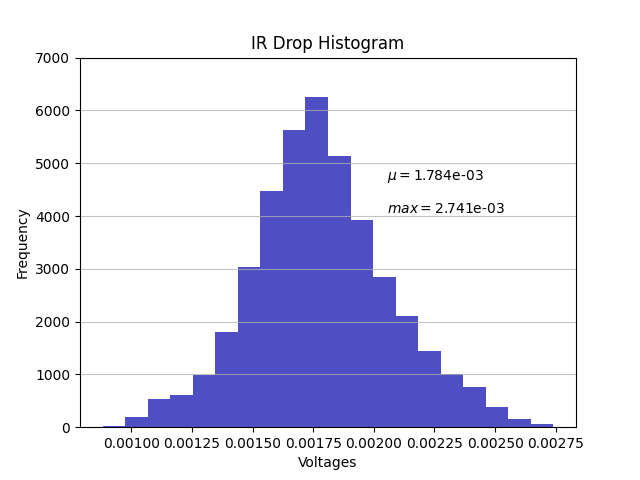 IR Drop Histogram
7000
6000
5000
4000
3000
2000
1000
0
Frequency
μ = 1.784e-03
max = 2.741e-03
0.00100 0.00125 0.00150 0.00175 0.00200 0.00225 0.00250 0.00275
Voltages